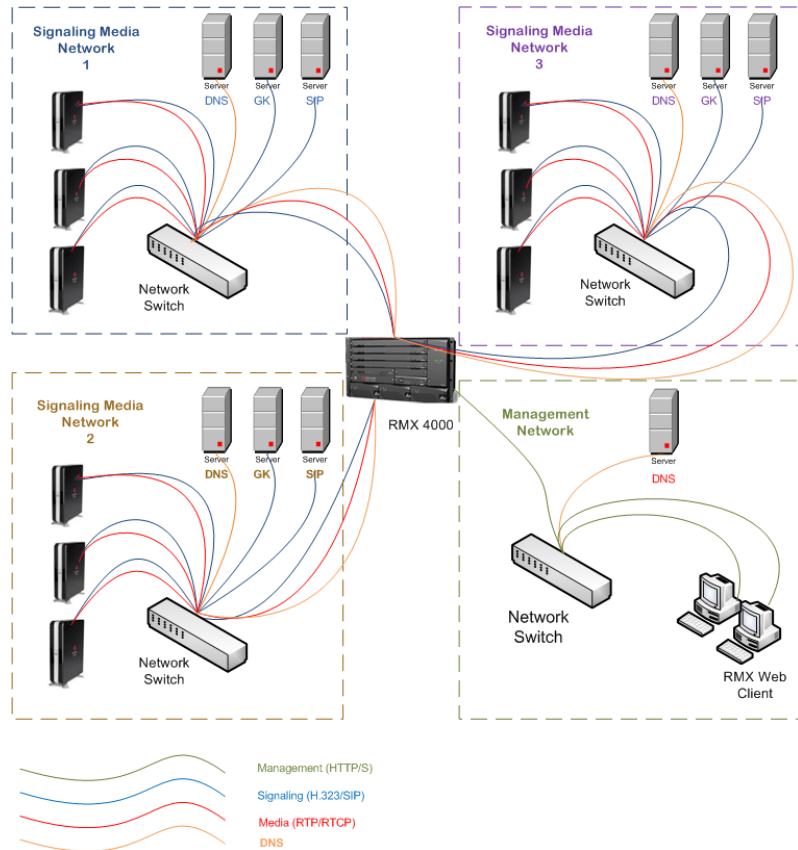 Signaling Media
Network
1
Server
DNS
Server
GK
Server
SIP
Network
Switch
Signaling Media
Network
3
Server
DNS
Server
GK
Server
SIP
Network
Switch
RMX 4000
Signaling Media
Network
2
Server
DNS
Server
GK
Server
SIP
Network
Switch
Management
Network
Server
DNS
Network
Switch
RMX Web
Client
Management (HTTP/S)
Signaling (H.323/SIP)
Media (RTP/RTCP)
DNS